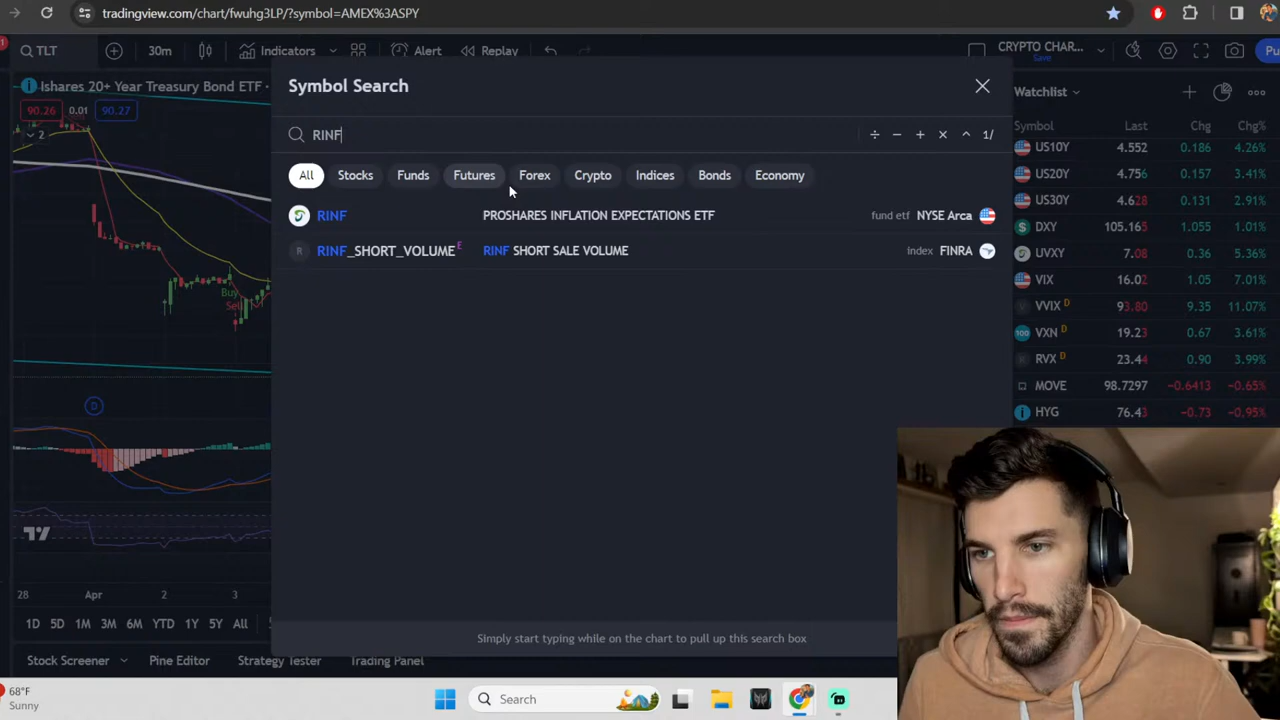 tradingview.com/chart/fwuhg3LP/?symbol=AMEX%3ASPY
TLT
30m
Indicators
Alert
Replay
CRYPTO CHAR...
Save
Ishares 20+ Year Treasury Bond ETF
90.26 0.01 90.27
2
Buy
D
28 Apr 2 3
1D 5D 1M 3M 6M YTD 1Y 5Y All
Symbol Search
RINF
1/
All Stocks Funds Futures Forex Crypto Indices Bonds Economy
RINF PROSHARES INFLATION EXPECTATIONS ETF fund etf NYSE Arca
R RINF_SHORT_VOLUME E RINF SHORT SALE VOLUME index FINRA
Simply start typing while on the chart to pull up this search box
Watchlist
Symbol Last Chg Chg%
US10Y 4.552 0.186 4.26%
US20Y 4.756 0.157 3.41%
US30Y 4.628 0.131 2.91%
DXY 105.165 1.055 1.01%
UVXY 7.08 0.36 5.36%
VIX 16.02 1.05 7.01%
VVIX D 93.80 9.35 11.07%
100 VXN D 19.23 0.67 3.61%
RVX D 23.44 0.90 3.99%
MOVE 98.7297 −0.6413 −0.65%
HYG 76.43 −0.73 −0.95%
Stock Screener Pine Editor Strategy Tester Trading Panel
68°F
Sunny
Search